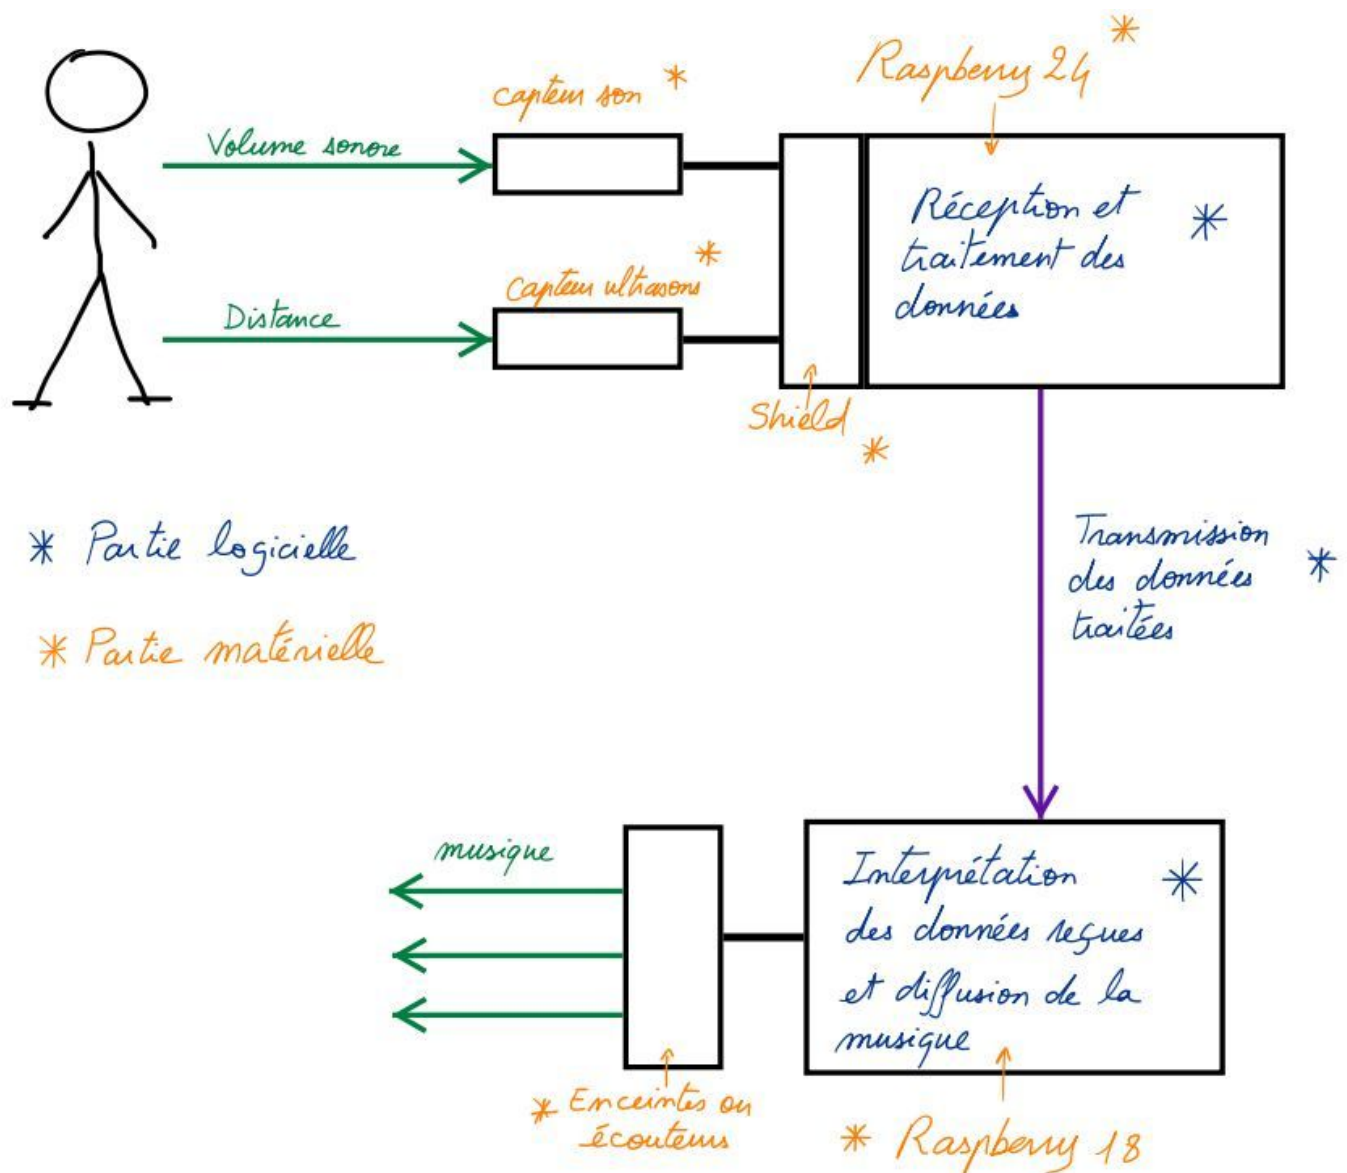 Raspberry 24
capteur son
Volume sonore
Réception et
traitement des
données
capteur ultrasons
Distance
Shield
Partie logicielle
Transmission
des données
traitées
Partie matérielle
musique
Interprétation
des données reçues
et diffusion de la
musique
Enceintes ou
écouteurs
Raspberry 18